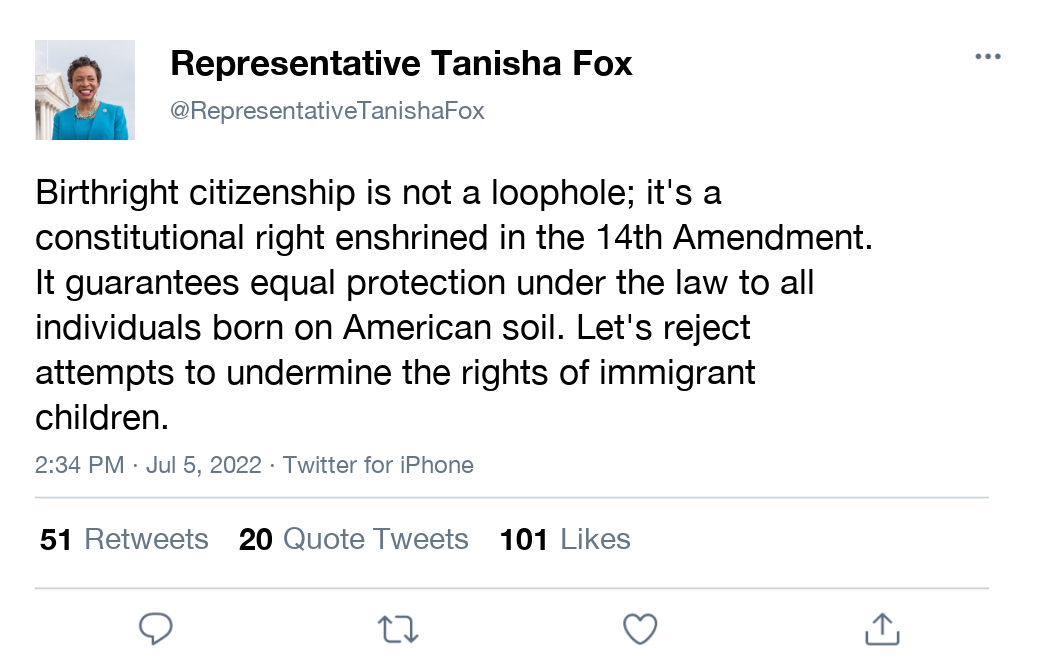 Representative Tanisha Fox
@RepresentativeTanishaFox
Birthright citizenship is not a loophole; it's a
constitutional right enshrined in the 14th Amendment.
It guarantees equal protection under the law to all
individuals born on American soil. Let's reject
attempts to undermine the rights of immigrant
children.
2:34 PM · Jul 5, 2022 · Twitter for iPhone
51 Retweets 20 Quote Tweets 101 Likes